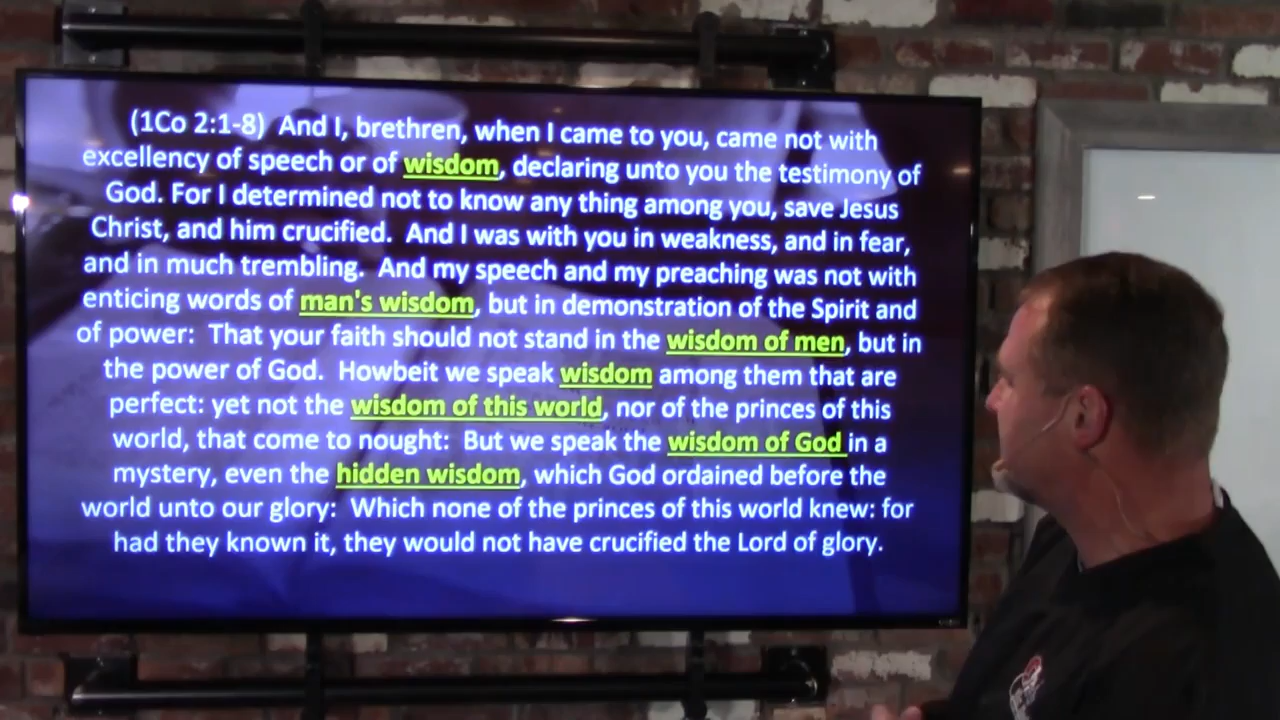 (1Co 2:1-8)  And I, brethren, when I came to you, came not with
excellency of speech or of wisdom, declaring unto you the testimony of
God. For I determined not to know any thing among you, save Jesus
Christ, and him crucified.  And I was with you in weakness, and in fear,
and in much trembling.  And my speech and my preaching was not with
enticing words of man's wisdom, but in demonstration of the Spirit and
of power:  That your faith should not stand in the wisdom of men, but in
the power of God.  Howbeit we speak wisdom among them that are
perfect: yet not the wisdom of this world, nor of the princes of this
world, that come to nought:  But we speak the wisdom of God in a
mystery, even the hidden wisdom, which God ordained before the
world unto our glory:  Which none of the princes of this world knew: for
had they known it, they would not have crucified the Lord of glory.